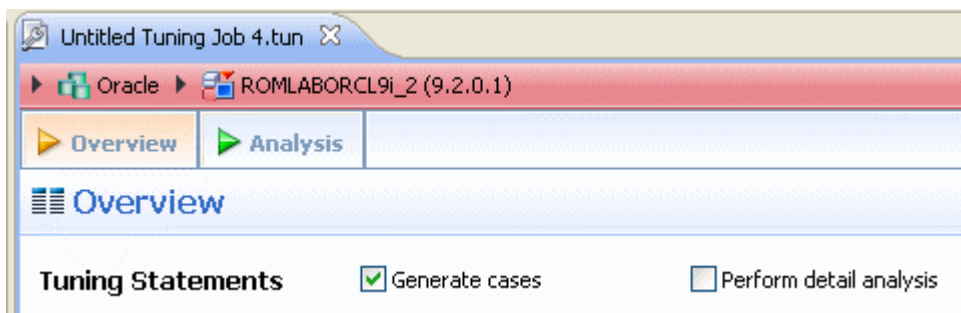 Untitled Tuning Job 4.tun
Oracle ROMLABORCL9i_2 (9.2.0.1)
Overview Analysis
Overview
Tuning Statements Generate cases Perform detail analysis